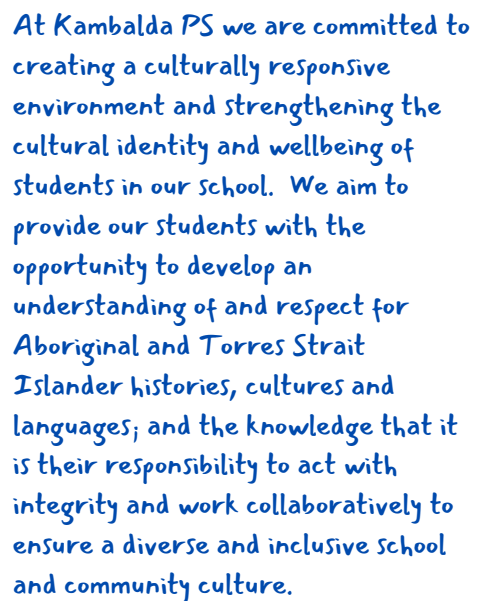 At Kambalda PS we are committed to
creating a culturally responsive
environment and strengthening the
cultural identity and wellbeing of
students in our school.  We aim to
provide our students with the
opportunity to develop an
understanding of and respect for
Aboriginal and Torres Strait
Islander histories, cultures and
languages; and the knowledge that it
is their responsibility to act with
integrity and work collaboratively to
ensure a diverse and inclusive school
and community culture.